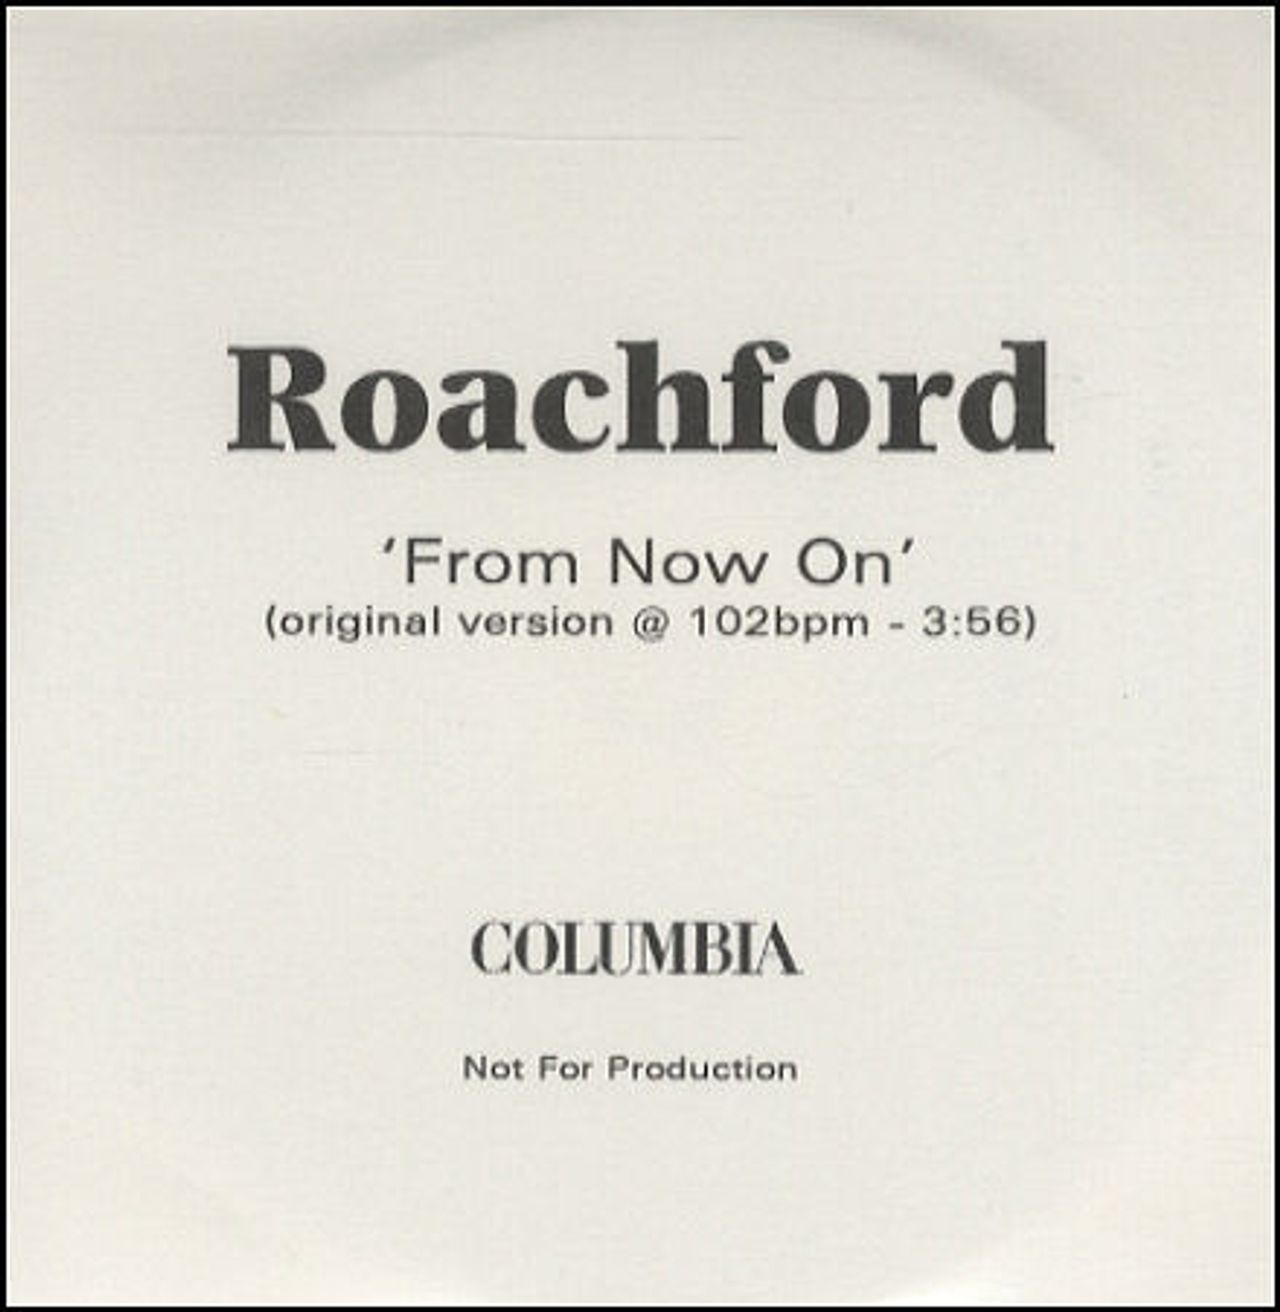 Roachford
‘From Now On’
(original version @ 102bpm - 3:56)
COLUMBIA
Not For Production